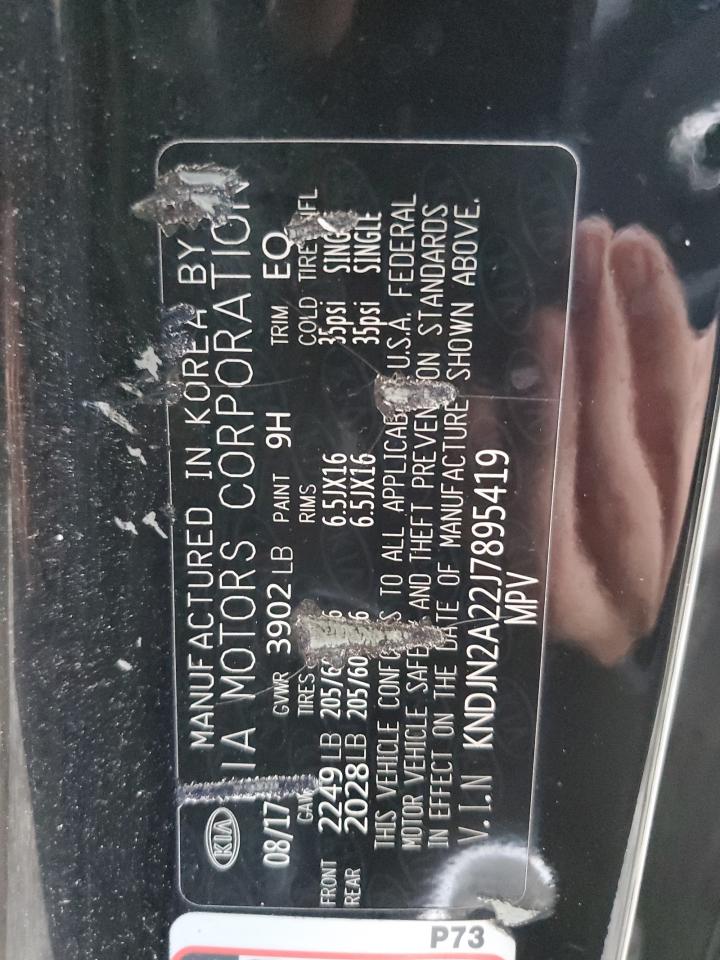 KIA
MANUFACTURED IN KOREA BY
IA MOTORS CORPORATION
08/17 GVWR 3902 LB PAINT 9H TRIM EQ
TIRES RIMS COLD TIRE
FRONT 2249 LB 205/6 6.5JX16 35psi SING
REAR 2028 LB 205/60 6 6.5JX16 35psi SINGLE
THIS VEHICLE CONF S TO ALL APPLICAB U.S.A. FEDERAL
MOTOR VEHICLE SAFE AND THEFT PREVEN ON STANDARDS
IN EFFECT ON THE DATE OF MANUFACTURE SHOWN ABOVE.
V.I.N KNDJN2A22J7895419
MPV
P73